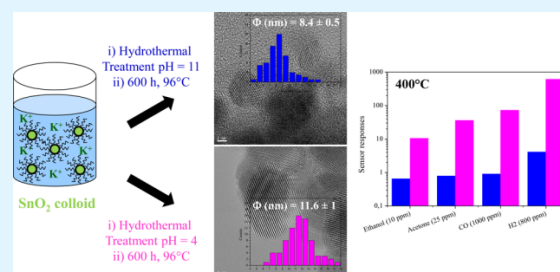 i) Hydrothermal
Treatment pH = 11
ii) 600 h, 96°C
K⁺ K⁺
K⁺
K⁺ K⁺
SnO₂ colloid
i) Hydrothermal
Treatment pH = 4
ii) 600 h, 96°C
Φ (nm) = 8.4 ± 0.5
Φ (nm) = 11.6 ± 1
400°C
Sensor responses
1000
100
10
1
0,1
Ethanol (10 ppm)
Acetone (25 ppm)
CO (1000 ppm)
H2 (800 ppm)